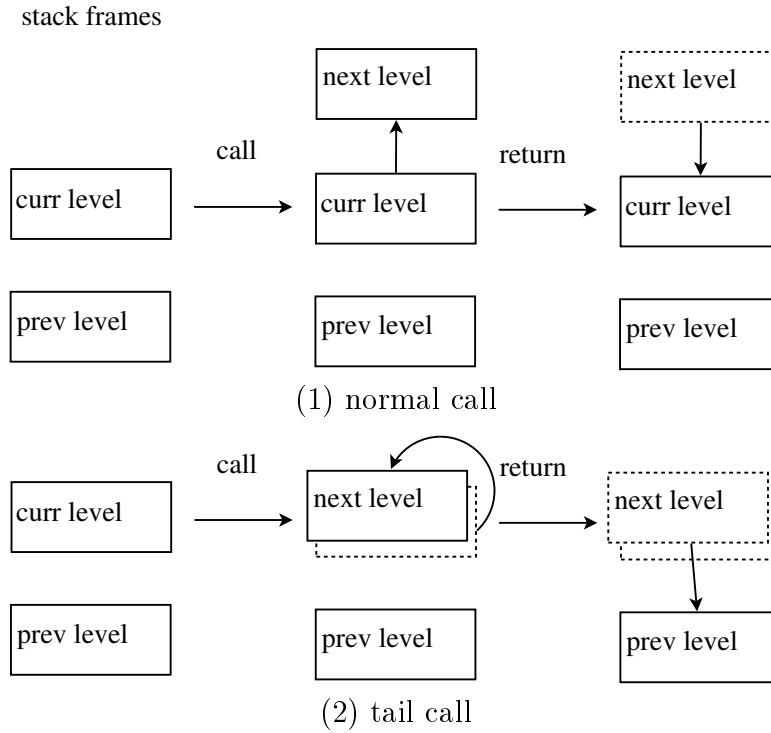 stack frames
next level
next level
call
return
curr level
curr level
curr level
prev level
prev level
prev level
(1) normal call
call
return
curr level
next level
next level
prev level
prev level
prev level
(2) tail call